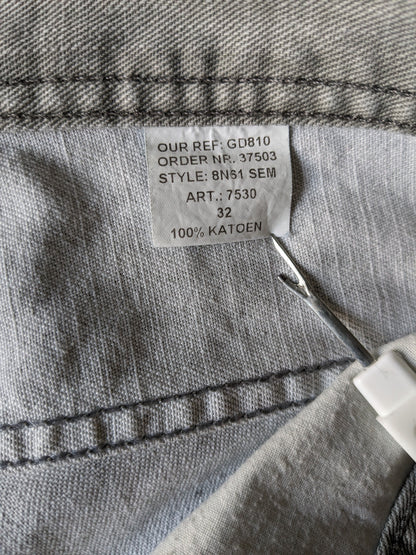 OUR REF: GD810
ORDER NR. 37503
STYLE: 8N61 SEM
ART.: 7530
32
100% KATOEN